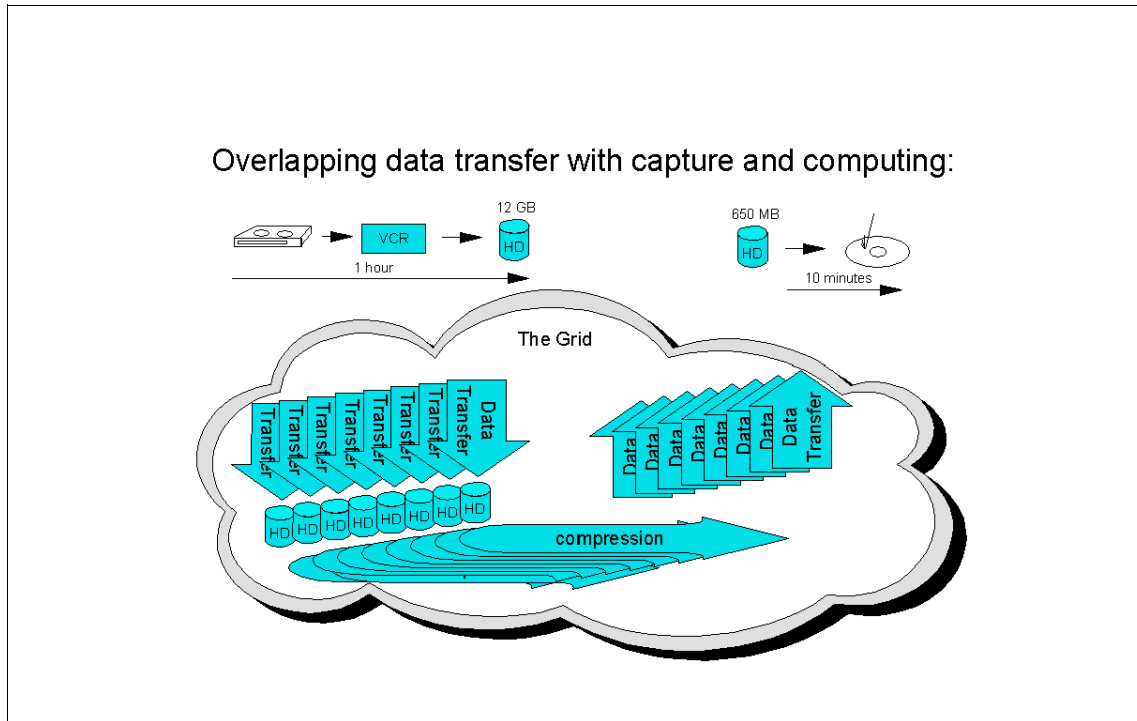 Overlapping data transfer with capture and computing:
12 GB
650 MB
VCR
HD
HD
1 hour
10 minutes
The Grid
Transfer
Transfer
Transfer
Transfer
Transfer
Transfer
Transfer
Data
Transfer
Data
Data
Data
Data
Data
Data
Data
Data
Transfer
HD
HD
HD
HD
HD
HD
HD
HD
compression